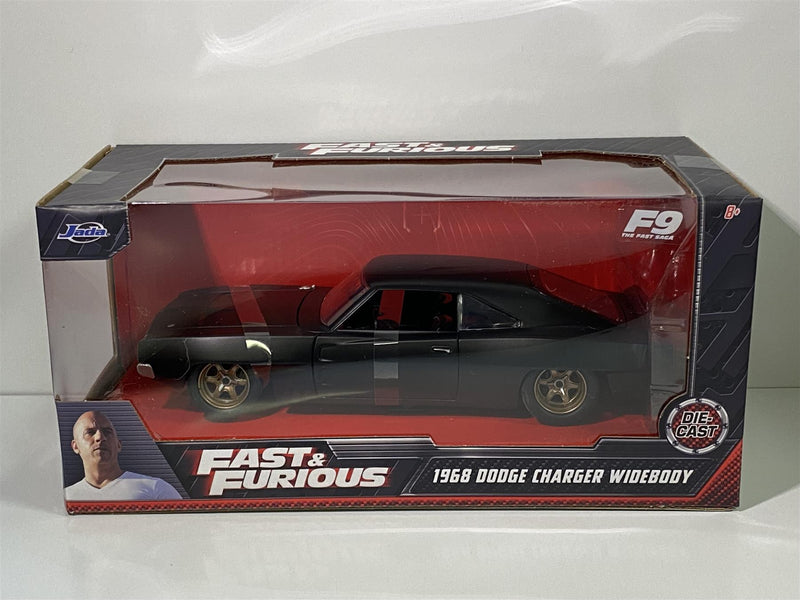 FAST &
FURIOUS
Jada
F9
THE FAST SAGA
8+
DIE-
CAST
FAST &
FURIOUS
1968 DODGE CHARGER WIDEBODY